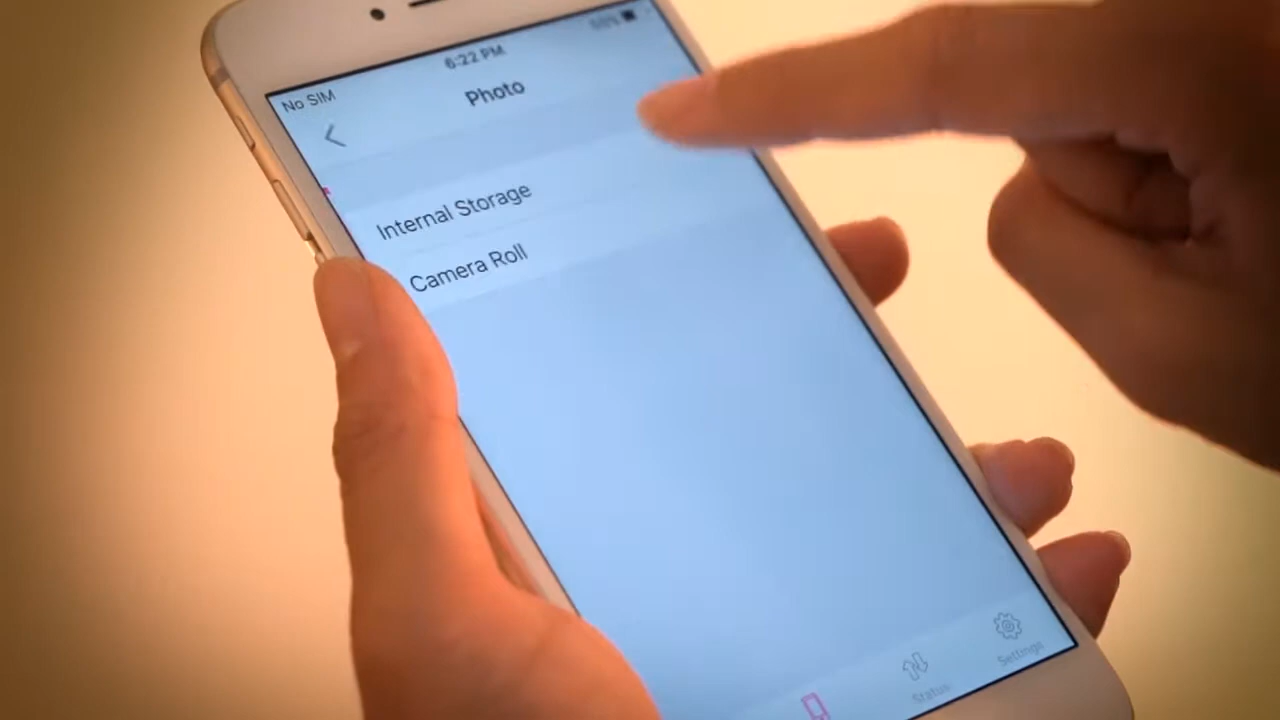 No SIM
6:22 PM
Photo
Internal Storage
Camera Roll
Status
Settings